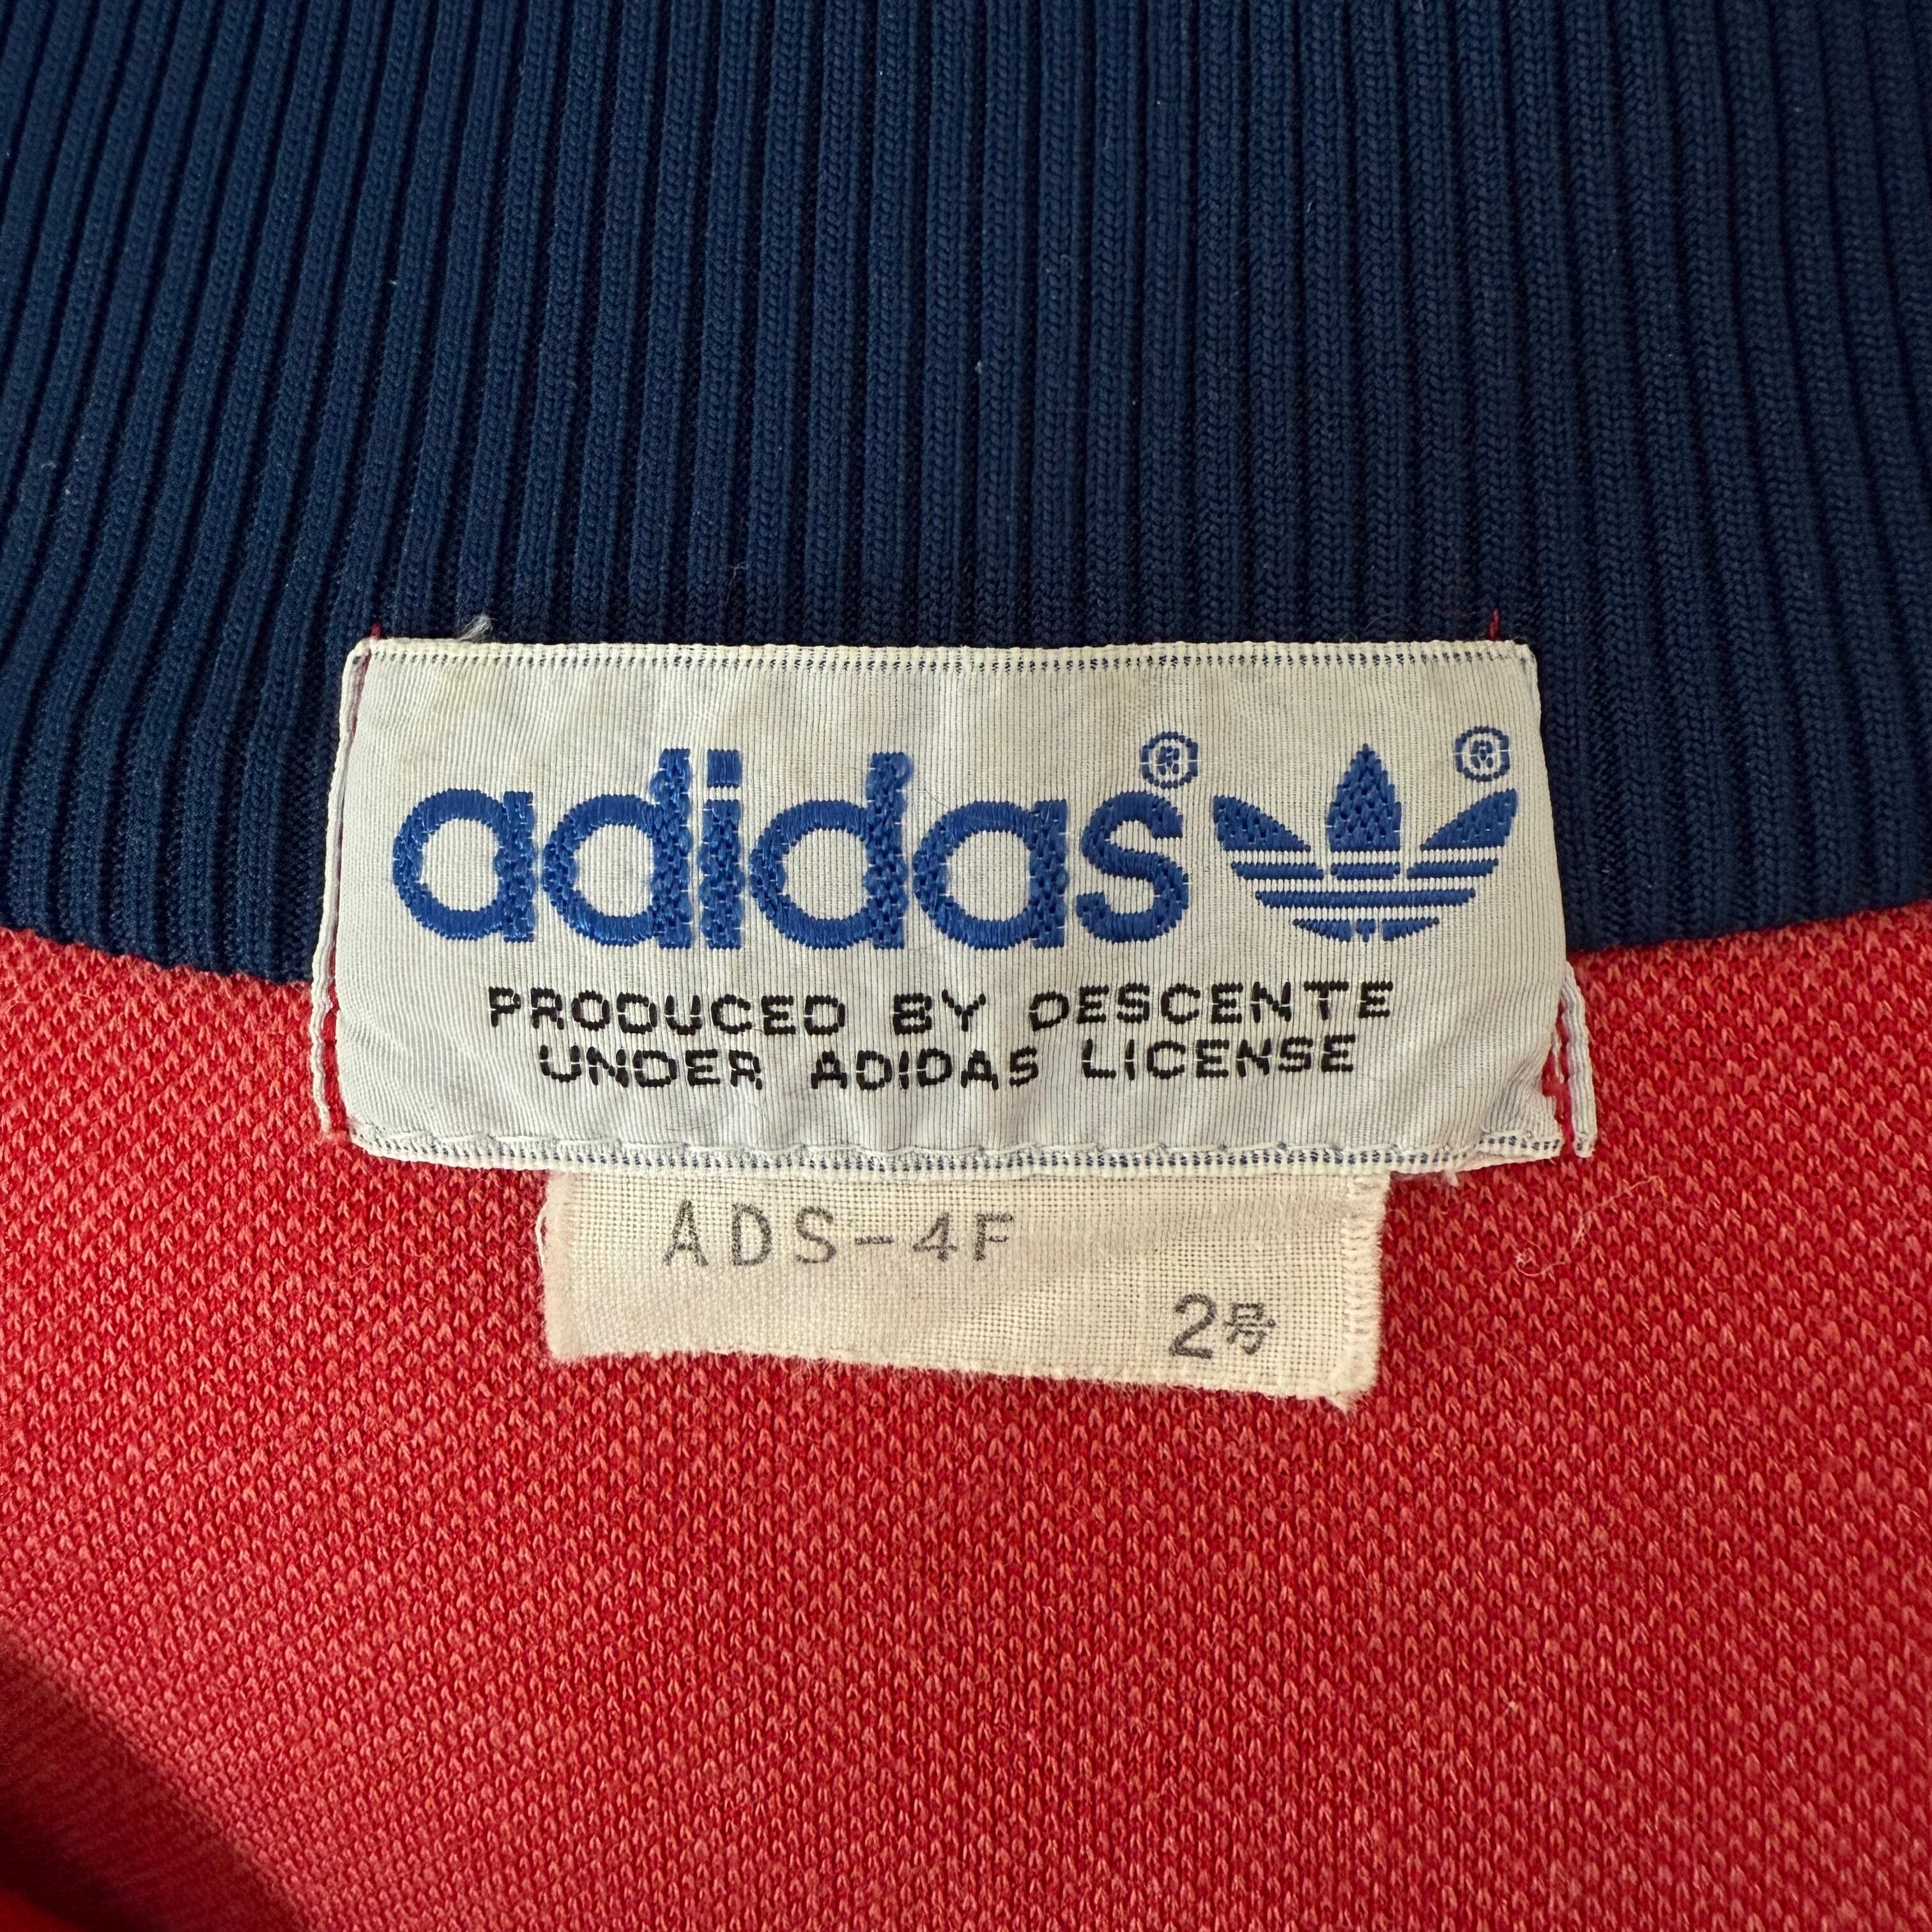 adidas® ®
PRODUCED BY DESCENTE
UNDER ADIDAS LICENSE
ADS-4F
2号